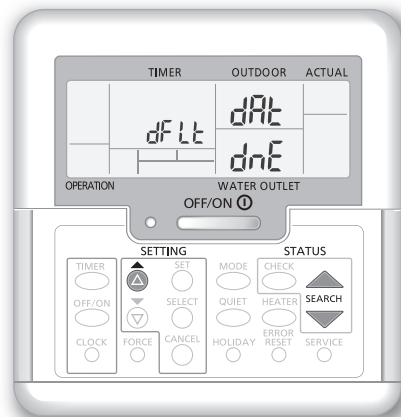 TIMER OUTDOOR ACTUAL
dFLt dAt
dnE
OPERATION WATER OUTLET
OFF/ON
SETTING STATUS
TIMER SET MODE CHECK
OFF/ON SELECT QUIET HEATER SEARCH
CLOCK FORCE CANCEL HOLIDAY ERROR RESET SERVICE